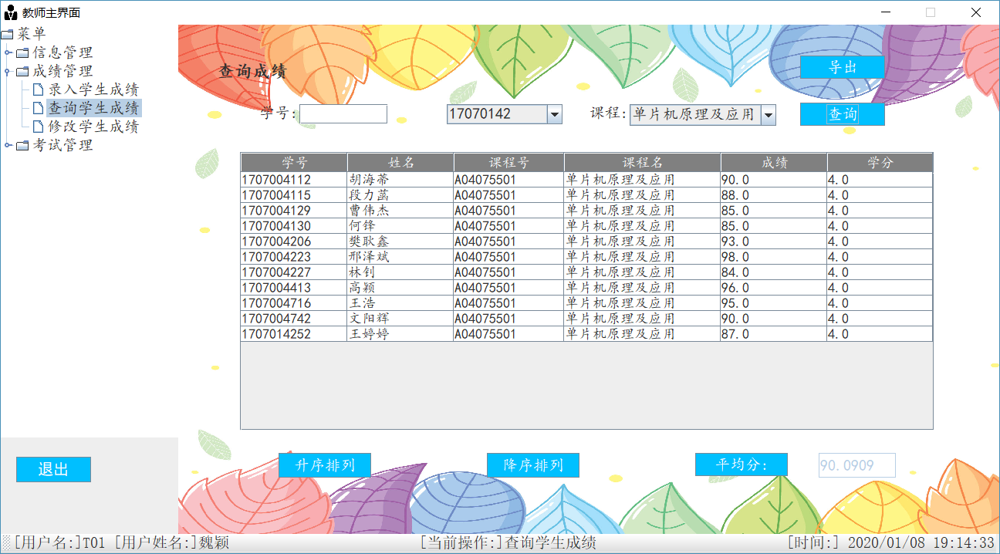 教师主界面
菜单
信息管理
成绩管理
录入学生成绩
查询学生成绩
修改学生成绩
考试管理
退出
查询成绩
导出
学号:
17070142
课程: 单片机原理及应用
查询
学号 姓名 课程号 课程名 成绩 学分
1707004112 胡海蒂 A04075501 单片机原理及应用 90.0 4.0
1707004115 段力菡 A04075501 单片机原理及应用 88.0 4.0
1707004129 曹伟杰 A04075501 单片机原理及应用 85.0 4.0
1707004130 何锋 A04075501 单片机原理及应用 85.0 4.0
1707004206 樊耿鑫 A04075501 单片机原理及应用 93.0 4.0
1707004223 邢泽斌 A04075501 单片机原理及应用 98.0 4.0
1707004227 林钊 A04075501 单片机原理及应用 84.0 4.0
1707004413 高颖 A04075501 单片机原理及应用 96.0 4.0
1707004716 王浩 A04075501 单片机原理及应用 95.0 4.0
1707004742 文阳辉 A04075501 单片机原理及应用 90.0 4.0
1707014252 王婷婷 A04075501 单片机原理及应用 87.0 4.0
升序排列 降序排列 平均分: 90.0909
[用户名:]T01 [用户姓名:]魏颖 [当前操作:]查询学生成绩 [时间:] 2020/01/08 19:14:33